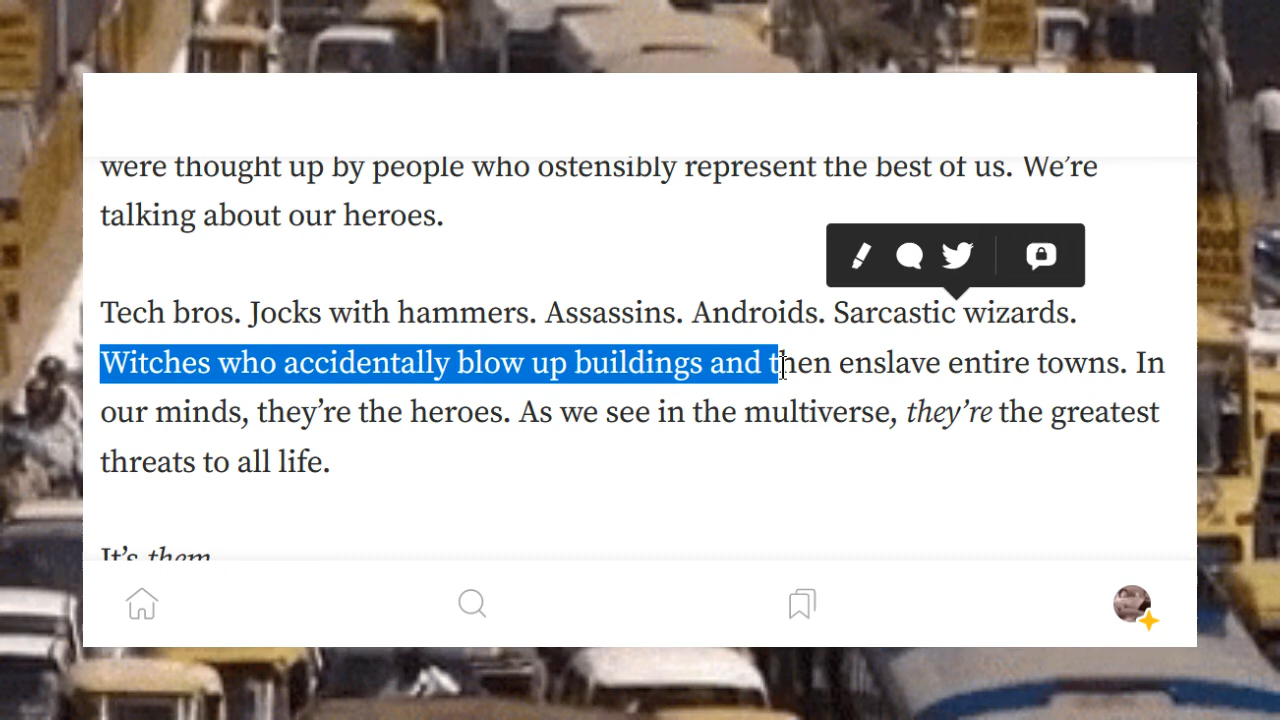 were thought up by people who ostensibly represent the best of us. We’re
talking about our heroes.
Tech bros. Jocks with hammers. Assassins. Androids. Sarcastic wizards.
Witches who accidentally blow up buildings and then enslave entire towns. In
our minds, they’re the heroes. As we see in the multiverse, they’re the greatest
threats to all life.
It’s them